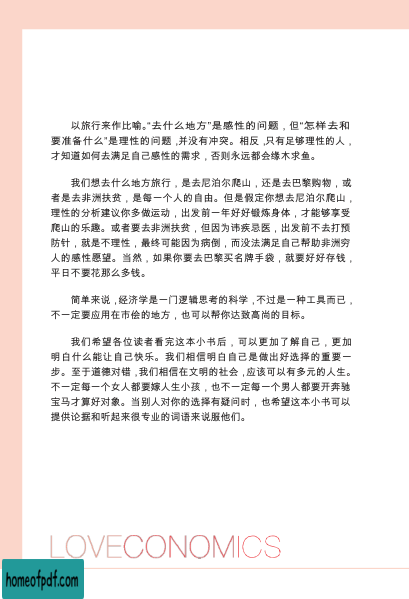 以旅行来作比喻。“去什么地方”是感性的问题，但“怎样去和
要准备什么”是理性的问题，并没有冲突。相反，只有足够理性的人，
才知道如何去满足自己感性的需求，否则永远都会缘木求鱼。
我们想去什么地方旅行，是去尼泊尔爬山，还是去巴黎购物，或
者是去非洲扶贫，是每一个人的自由。但是假定你想去尼泊尔爬山，
理性的分析建议你多做运动，出发前一年好好锻炼身体，才能够享受
爬山的乐趣。或者要去非洲扶贫，但因为讳疾忌医，出发前不去打预
防针，就是不理性，最终可能因为病倒，而没法满足自己帮助非洲穷
人的感性愿望。当然，如果你要去巴黎买名牌手袋，就要好好存钱，
平日不要花那么多钱。
简单来说，经济学是一门逻辑思考的科学，不过是一种工具而已，
不一定要应用在市侩的地方，也可以帮你达致高尚的目标。
我们希望各位读者看完这本小书后，可以更加了解自己，更加
明白什么能让自己快乐。我们相信明白自己是做出好选择的重要一
步。至于道德对错，我们相信在文明的社会，应该可以有多元的人生。
不一定每一个女人都要嫁人生小孩，也不一定每一个男人都要开奔驰
宝马才算好对象。当别人对你的选择有疑问时，也希望这本小书可以
提供论据和听起来很专业的词语来说服他们。
LOVECONOMICS
homeofpdf.com